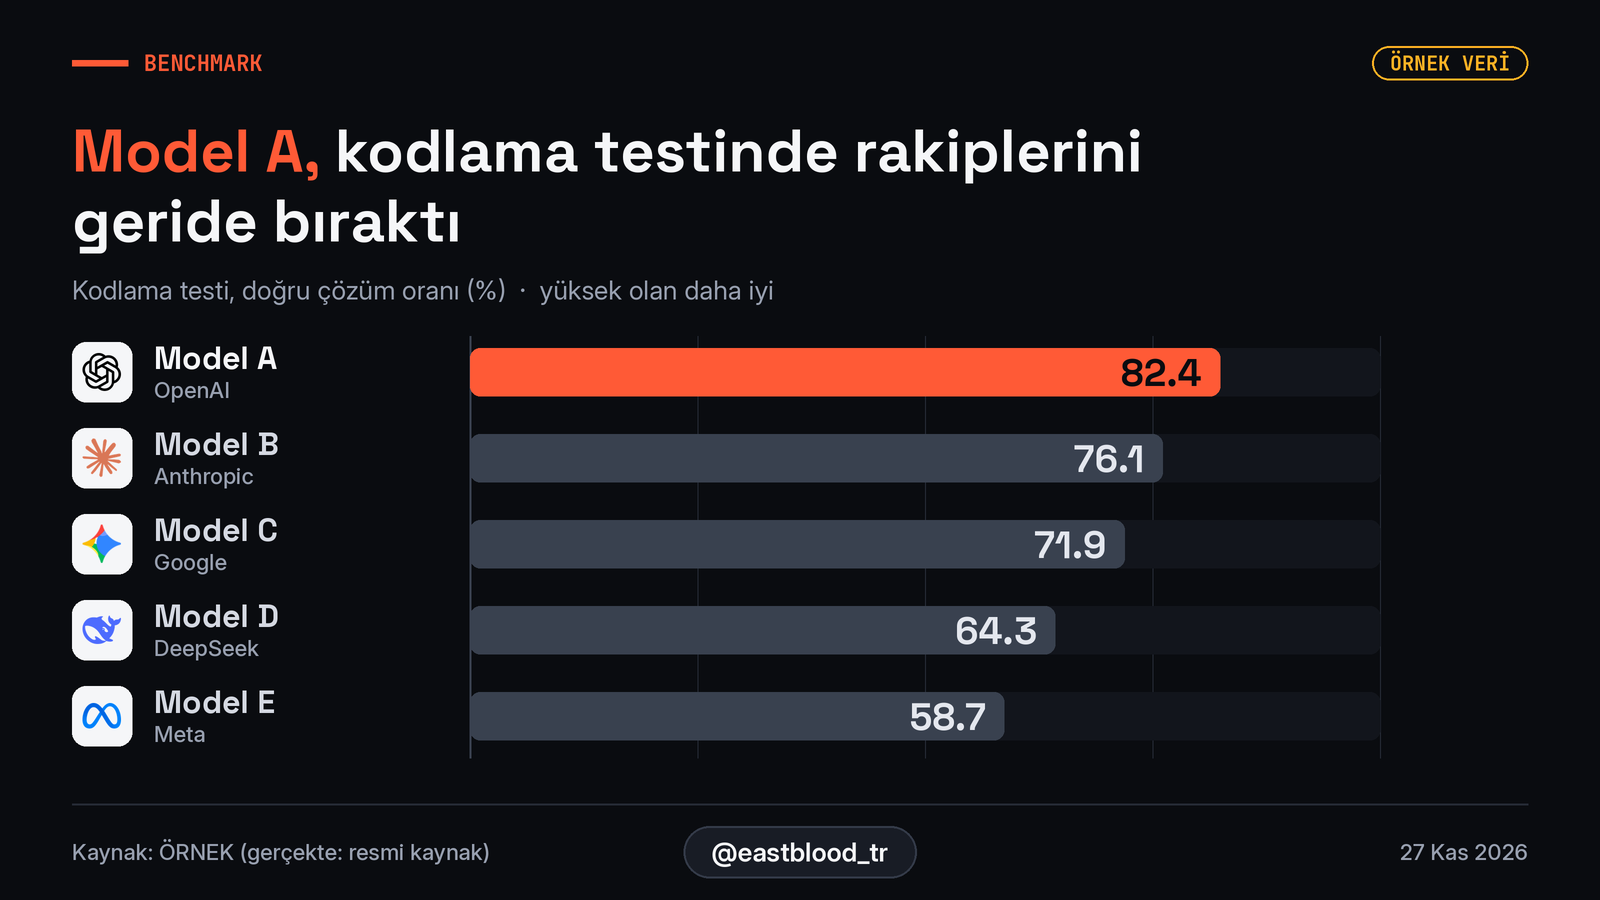 BENCHMARK
ÖRNEK VERİ
Model A, kodlama testinde rakiplerini
geride bıraktı
Kodlama testi, doğru çözüm oranı (%) · yüksek olan daha iyi
Model A
OpenAI
82.4
Model B
Anthropic
76.1
Model C
Google
71.9
Model D
DeepSeek
64.3
Model E
Meta
58.7
Kaynak: ÖRNEK (gerçekte: resmi kaynak)
@eastblood_tr
27 Kas 2026